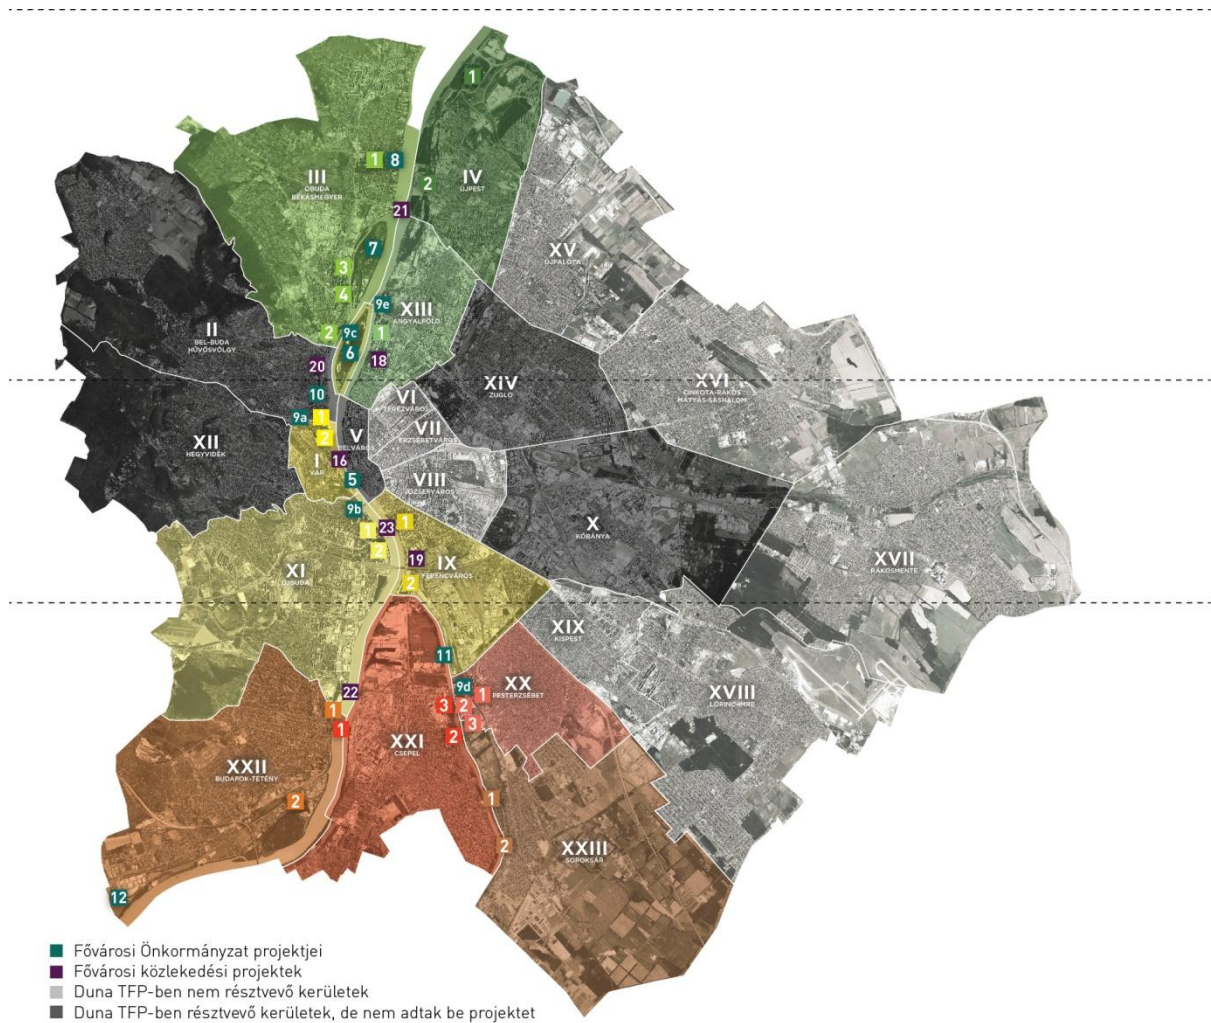 1
1
8
III
ÓBUDA
BÉKÁSMEGYER
2
IV
ÚJPEST
21
7
XV
ÚJPALOTA
3
4
9e
XIII
ANGYALFÖLD
2
9c
1
II
BEL-BUDA
HŰVÖSVÖLGY
6
20
18
XIV
ZUGLÓ
XVI
CINKOTA-RÁKOS
MÁTYÁS-SASHALOM
10
VI
TERÉZVÁROS
9a
1
2
V
BELVÁROS
VII
ERZSÉBETVÁROS
XII
HEGYVIDÉK
I
VÁR
16
5
VIII
JÓZSEFVÁROS
9b
1
23
1
2
X
KŐBÁNYA
XVII
RÁKOSMENTE
19
IX
FERENCVÁROS
XI
ÚJBUDA
2
XIX
KISPEST
11
XX
PESTERZSÉBET
9d
1
22
1
1
3
2
3
2
XVIII
LŐRINC-IMRE
XXI
CSEPEL
XXII
BUDAFOK-TÉTÉNY
2
1
2
XXIII
SOROKSÁR
12
Fővárosi Önkormányzat projektjei
Fővárosi közlekedési projektek
Duna TFP-ben nem résztvevő kerületek
Duna TFP-ben résztvevő kerületek, de nem adtak be projektet